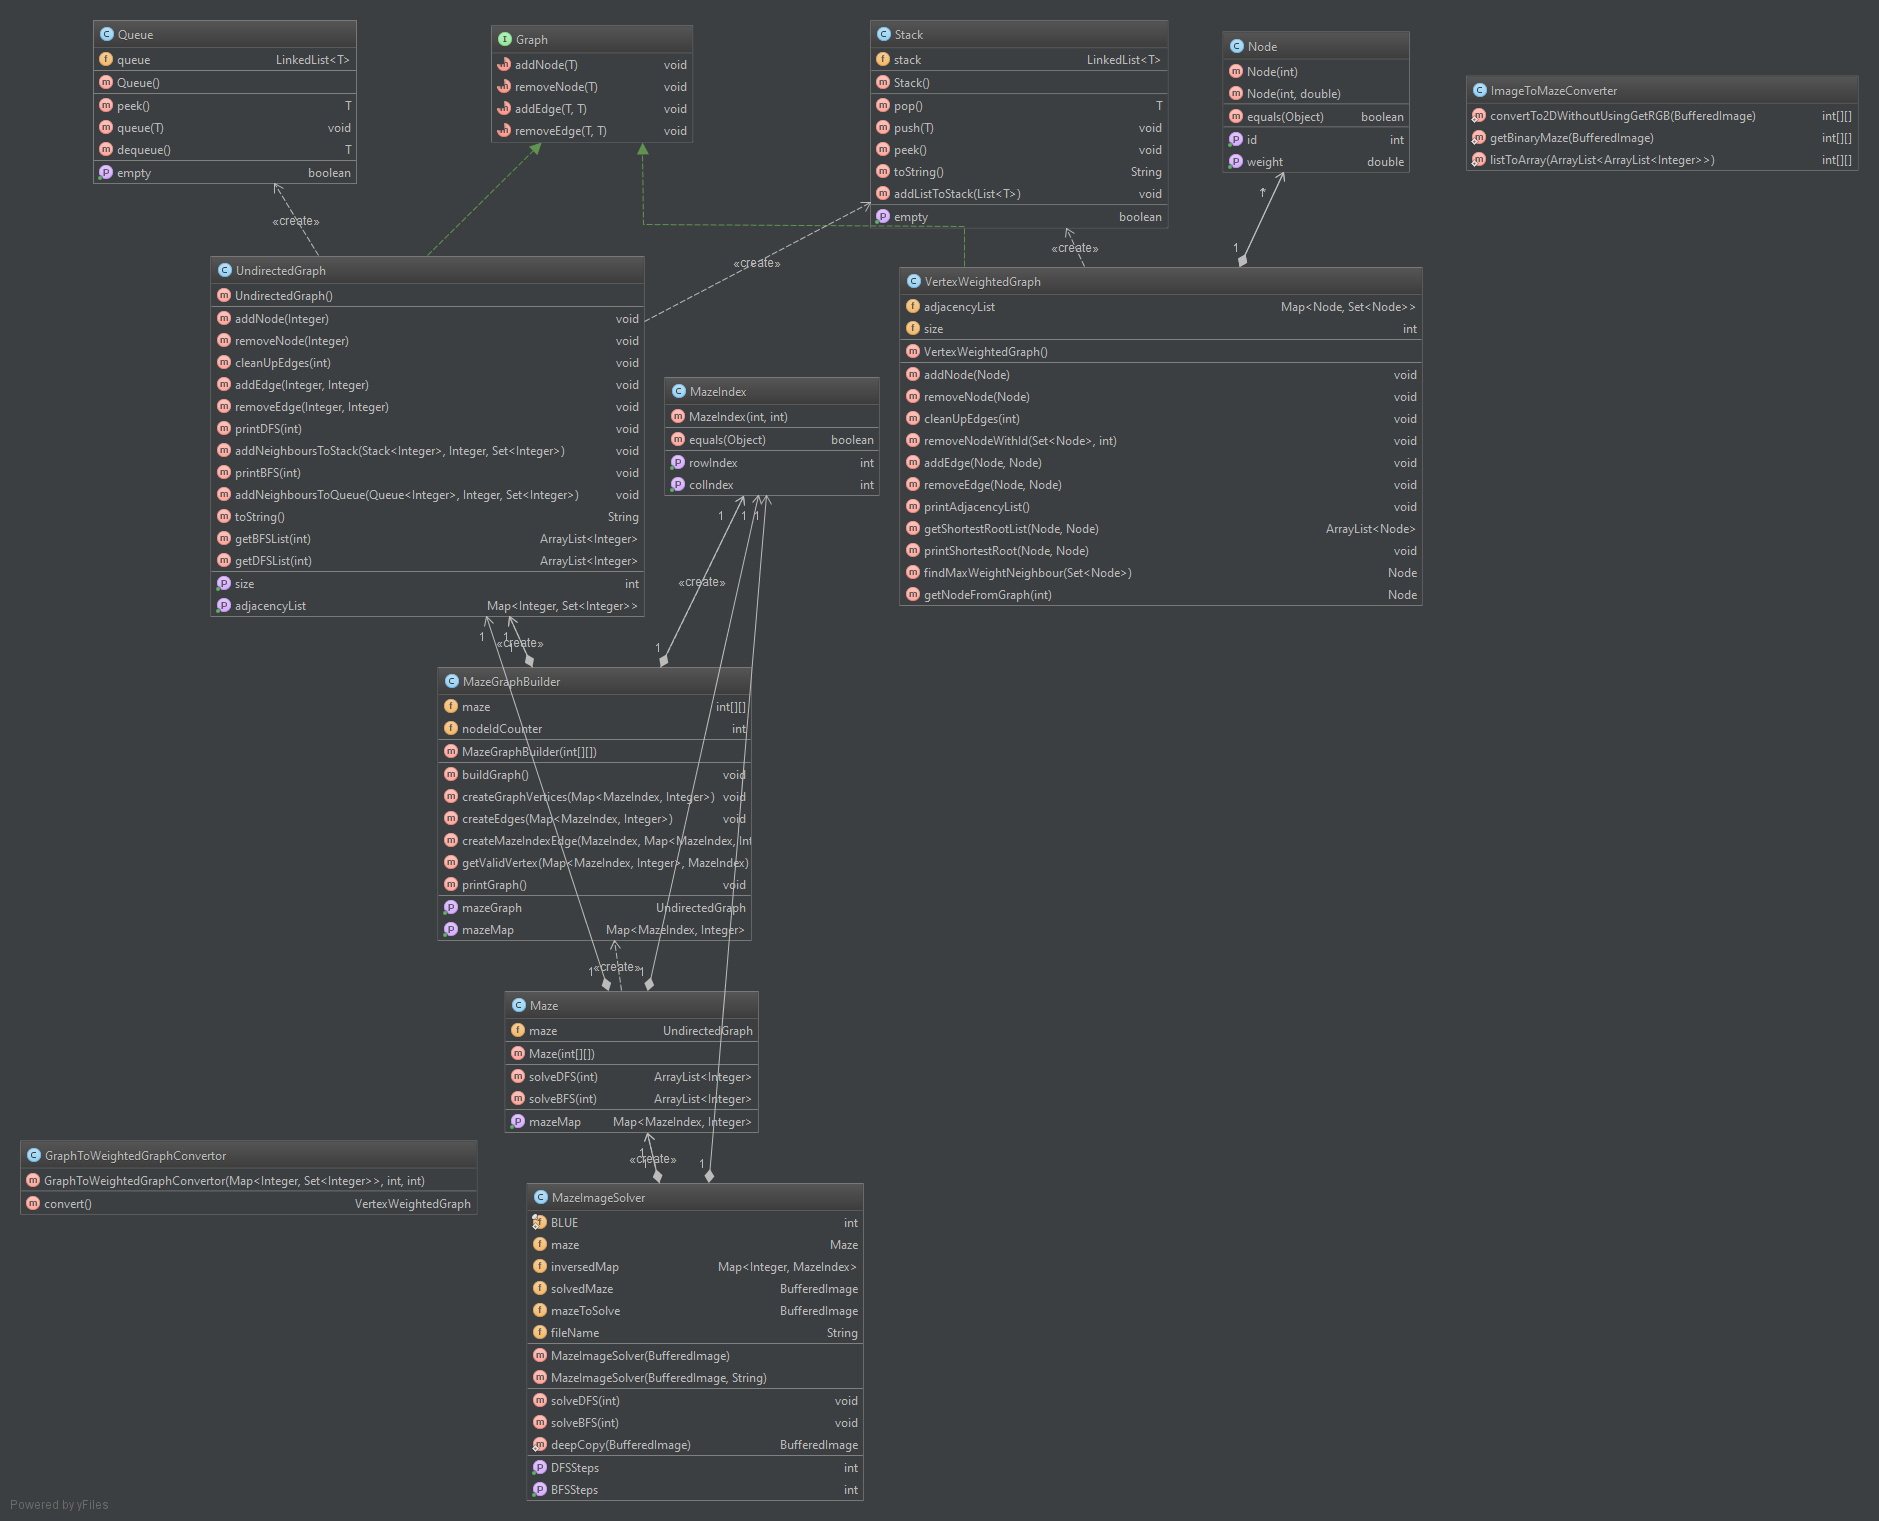 Queue
queue LinkedList<T>
Queue()
peek() T
queue(T) void
dequeue() T
empty boolean
Graph
addNode(T) void
removeNode(T) void
addEdge(T, T) void
removeEdge(T, T) void
Stack
stack LinkedList<T>
Stack()
pop() T
push(T) void
peek() void
toString() String
addListToStack(List<T>) void
empty boolean
Node
Node(int)
Node(int, double)
equals(Object) boolean
id int
weight double
ImageToMazeConverter
convertTo2DWithoutUsingGetRGB(BufferedImage) int[][]
getBinaryMaze(BufferedImage) int[][]
listToArray(ArrayList<ArrayList<Integer>>) int[][]
*
«create»
«create»
«create»
1
UndirectedGraph
UndirectedGraph()
addNode(Integer) void
removeNode(Integer) void
cleanUpEdges(int) void
addEdge(Integer, Integer) void
removeEdge(Integer, Integer) void
printDFS(int) void
addNeighboursToStack(Stack<Integer>, Integer, Set<Integer>) void
printBFS(int) void
addNeighboursToQueue(Queue<Integer>, Integer, Set<Integer>) void
toString() String
getBFSList(int) ArrayList<Integer>
getDFSList(int) ArrayList<Integer>
size int
adjacencyList Map<Integer, Set<Integer>>
VertexWeightedGraph
adjacencyList Map<Node, Set<Node>>
size int
VertexWeightedGraph()
addNode(Node) void
removeNode(Node) void
cleanUpEdges(int) void
removeNodeWithId(Set<Node>, int) void
addEdge(Node, Node) void
removeEdge(Node, Node) void
printAdjacencyList() void
getShortestRootList(Node, Node) ArrayList<Node>
printShortestRoot(Node, Node) void
findMaxWeightNeighbour(Set<Node>) Node
getNodeFromGraph(int) Node
MazeIndex
MazeIndex(int, int)
equals(Object) boolean
rowIndex int
colIndex int
1 1 1
«create»
1 1
«create»
1 1
MazeGraphBuilder
maze int[][]
nodeIdCounter int
MazeGraphBuilder(int[][])
buildGraph() void
createGraphVertices(Map<MazeIndex, Integer>) void
createEdges(Map<MazeIndex, Integer>) void
createMazeIndexEdge(MazeIndex, Map<MazeIndex, Int
getValidVertex(Map<MazeIndex, Integer>, MazeIndex)
printGraph() void
mazeGraph UndirectedGraph
mazeMap Map<MazeIndex, Integer>
1 «create» 1
Maze
maze UndirectedGraph
Maze(int[][])
solveDFS(int) ArrayList<Integer>
solveBFS(int) ArrayList<Integer>
mazeMap Map<MazeIndex, Integer>
1
«create»
1 1
GraphToWeightedGraphConvertor
GraphToWeightedGraphConvertor(Map<Integer, Set<Integer>>, int, int)
convert() VertexWeightedGraph
MazeImageSolver
BLUE int
maze Maze
inversedMap Map<Integer, MazeIndex>
solvedMaze BufferedImage
mazeToSolve BufferedImage
fileName String
MazeImageSolver(BufferedImage)
MazeImageSolver(BufferedImage, String)
solveDFS(int) void
solveBFS(int) void
deepCopy(BufferedImage) BufferedImage
DFSSteps int
BFSSteps int
Powered by yFiles